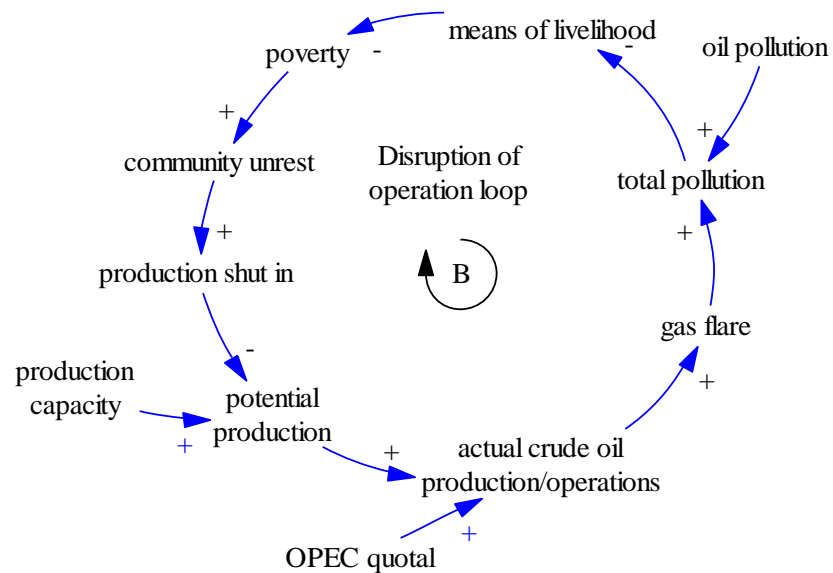 means of livelihood
-
poverty
-
oil pollution
+
community unrest
+
Disruption of
operation loop
total pollution
+
+
production shut in
B
gas flare
-
+
production
capacity
+
potential
production
+
actual crude oil
production/operations
+
OPEC quotal